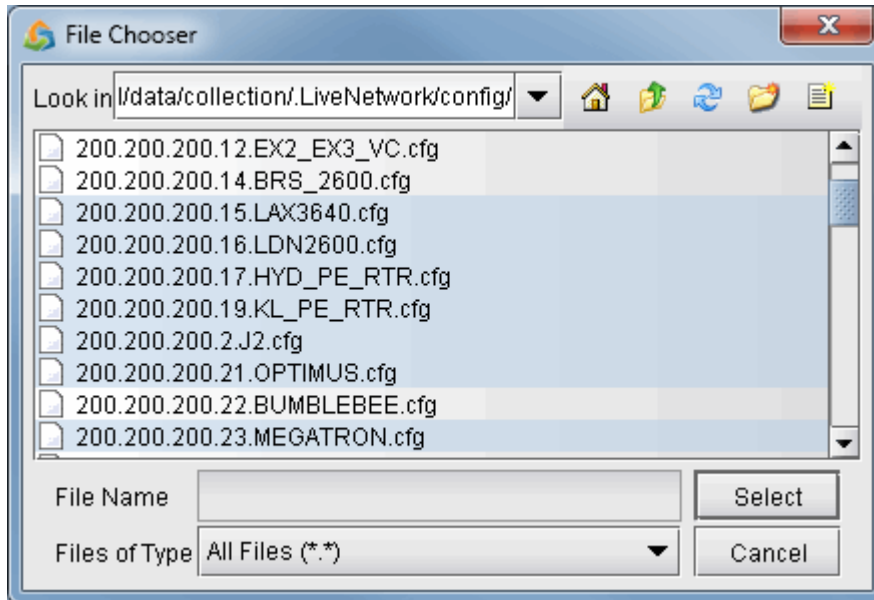 File Chooser
Look in l/data/collection/.LiveNetwork/config/
200.200.200.12.EX2_EX3_VC.cfg
200.200.200.14.BRS_2600.cfg
200.200.200.15.LAX3640.cfg
200.200.200.16.LDN2600.cfg
200.200.200.17.HYD_PE_RTR.cfg
200.200.200.19.KL_PE_RTR.cfg
200.200.200.2.J2.cfg
200.200.200.21.OPTIMUS.cfg
200.200.200.22.BUMBLEBEE.cfg
200.200.200.23.MEGATRON.cfg
File Name
Select
Files of Type All Files (*.*)
Cancel